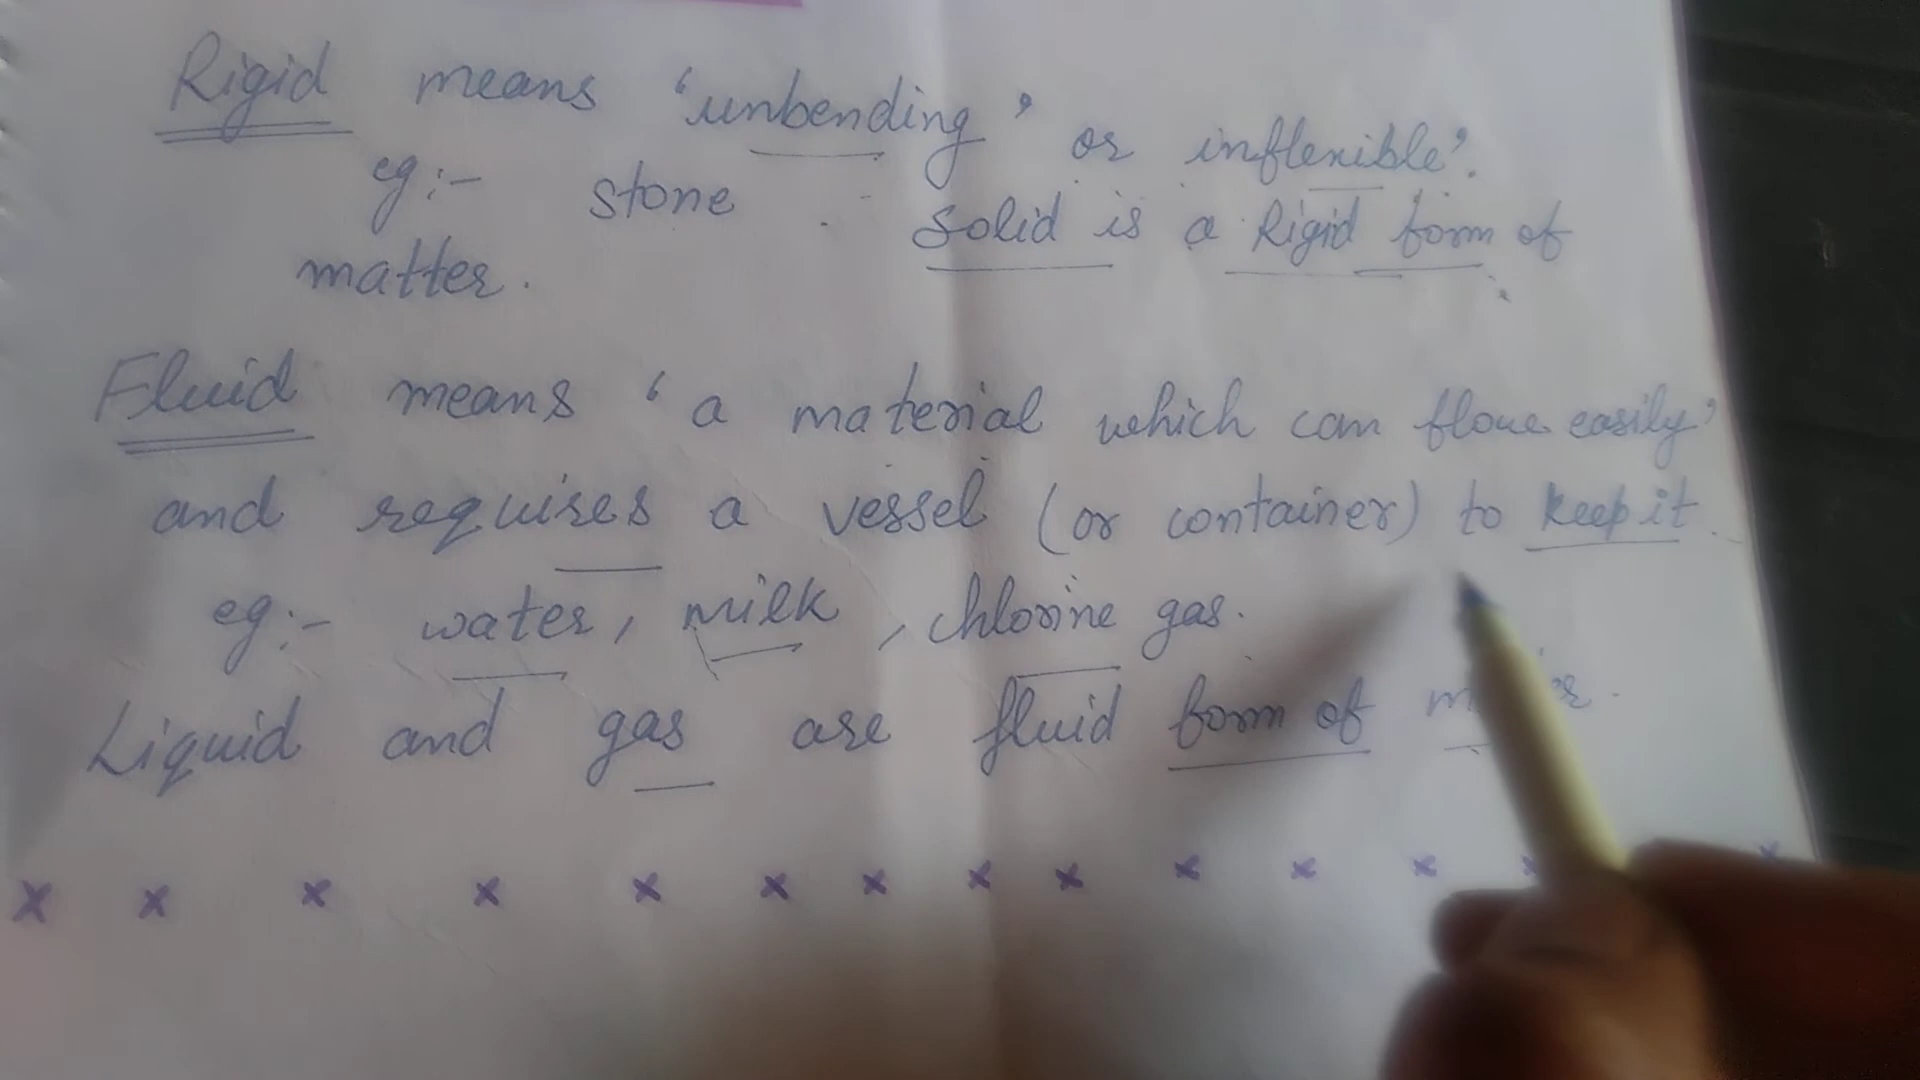 Rigid means 'unbending' or inflexible'.
eg:- stone . Solid is a Rigid form of
matter.
Fluid means 'a material which can flow easily'
and requires a vessel (or container) to keep it.
eg:- water, milk, chlorine gas.
Liquid and gas are fluid form of
x x x x x x x x x x x x x x